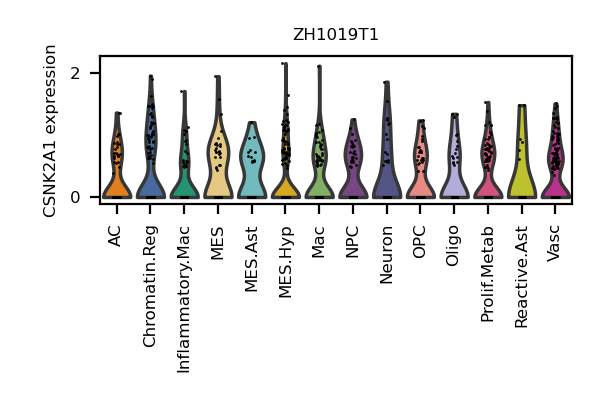 ZH1019T1
CSNK2A1 expression
2
0
AC
Chromatin.Reg
Inflammatory.Mac
MES
MES.Ast
MES.Hyp
Mac
NPC
Neuron
OPC
Oligo
Prolif.Metab
Reactive.Ast
Vasc